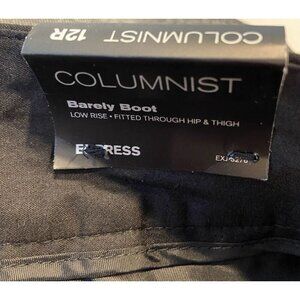 COLUMNIST
12R
COLUMNIST
Barely Boot
LOW RISE • FITTED THROUGH HIP & THIGH
EXPRESS